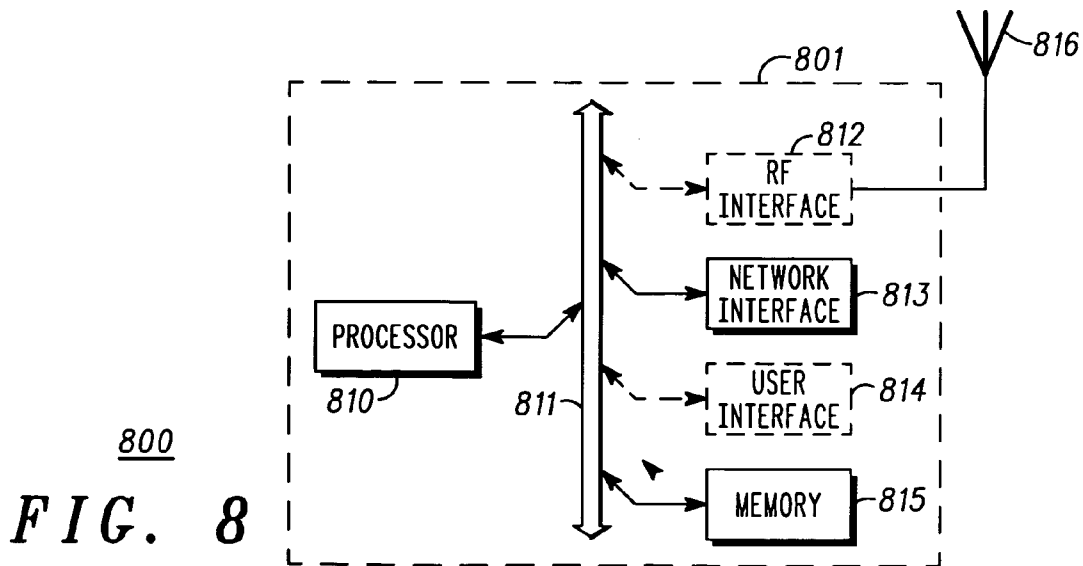 816
801
812
RF
INTERFACE
NETWORK
INTERFACE
813
PROCESSOR
810
811
USER
INTERFACE
814
MEMORY
815
800
FIG. 8